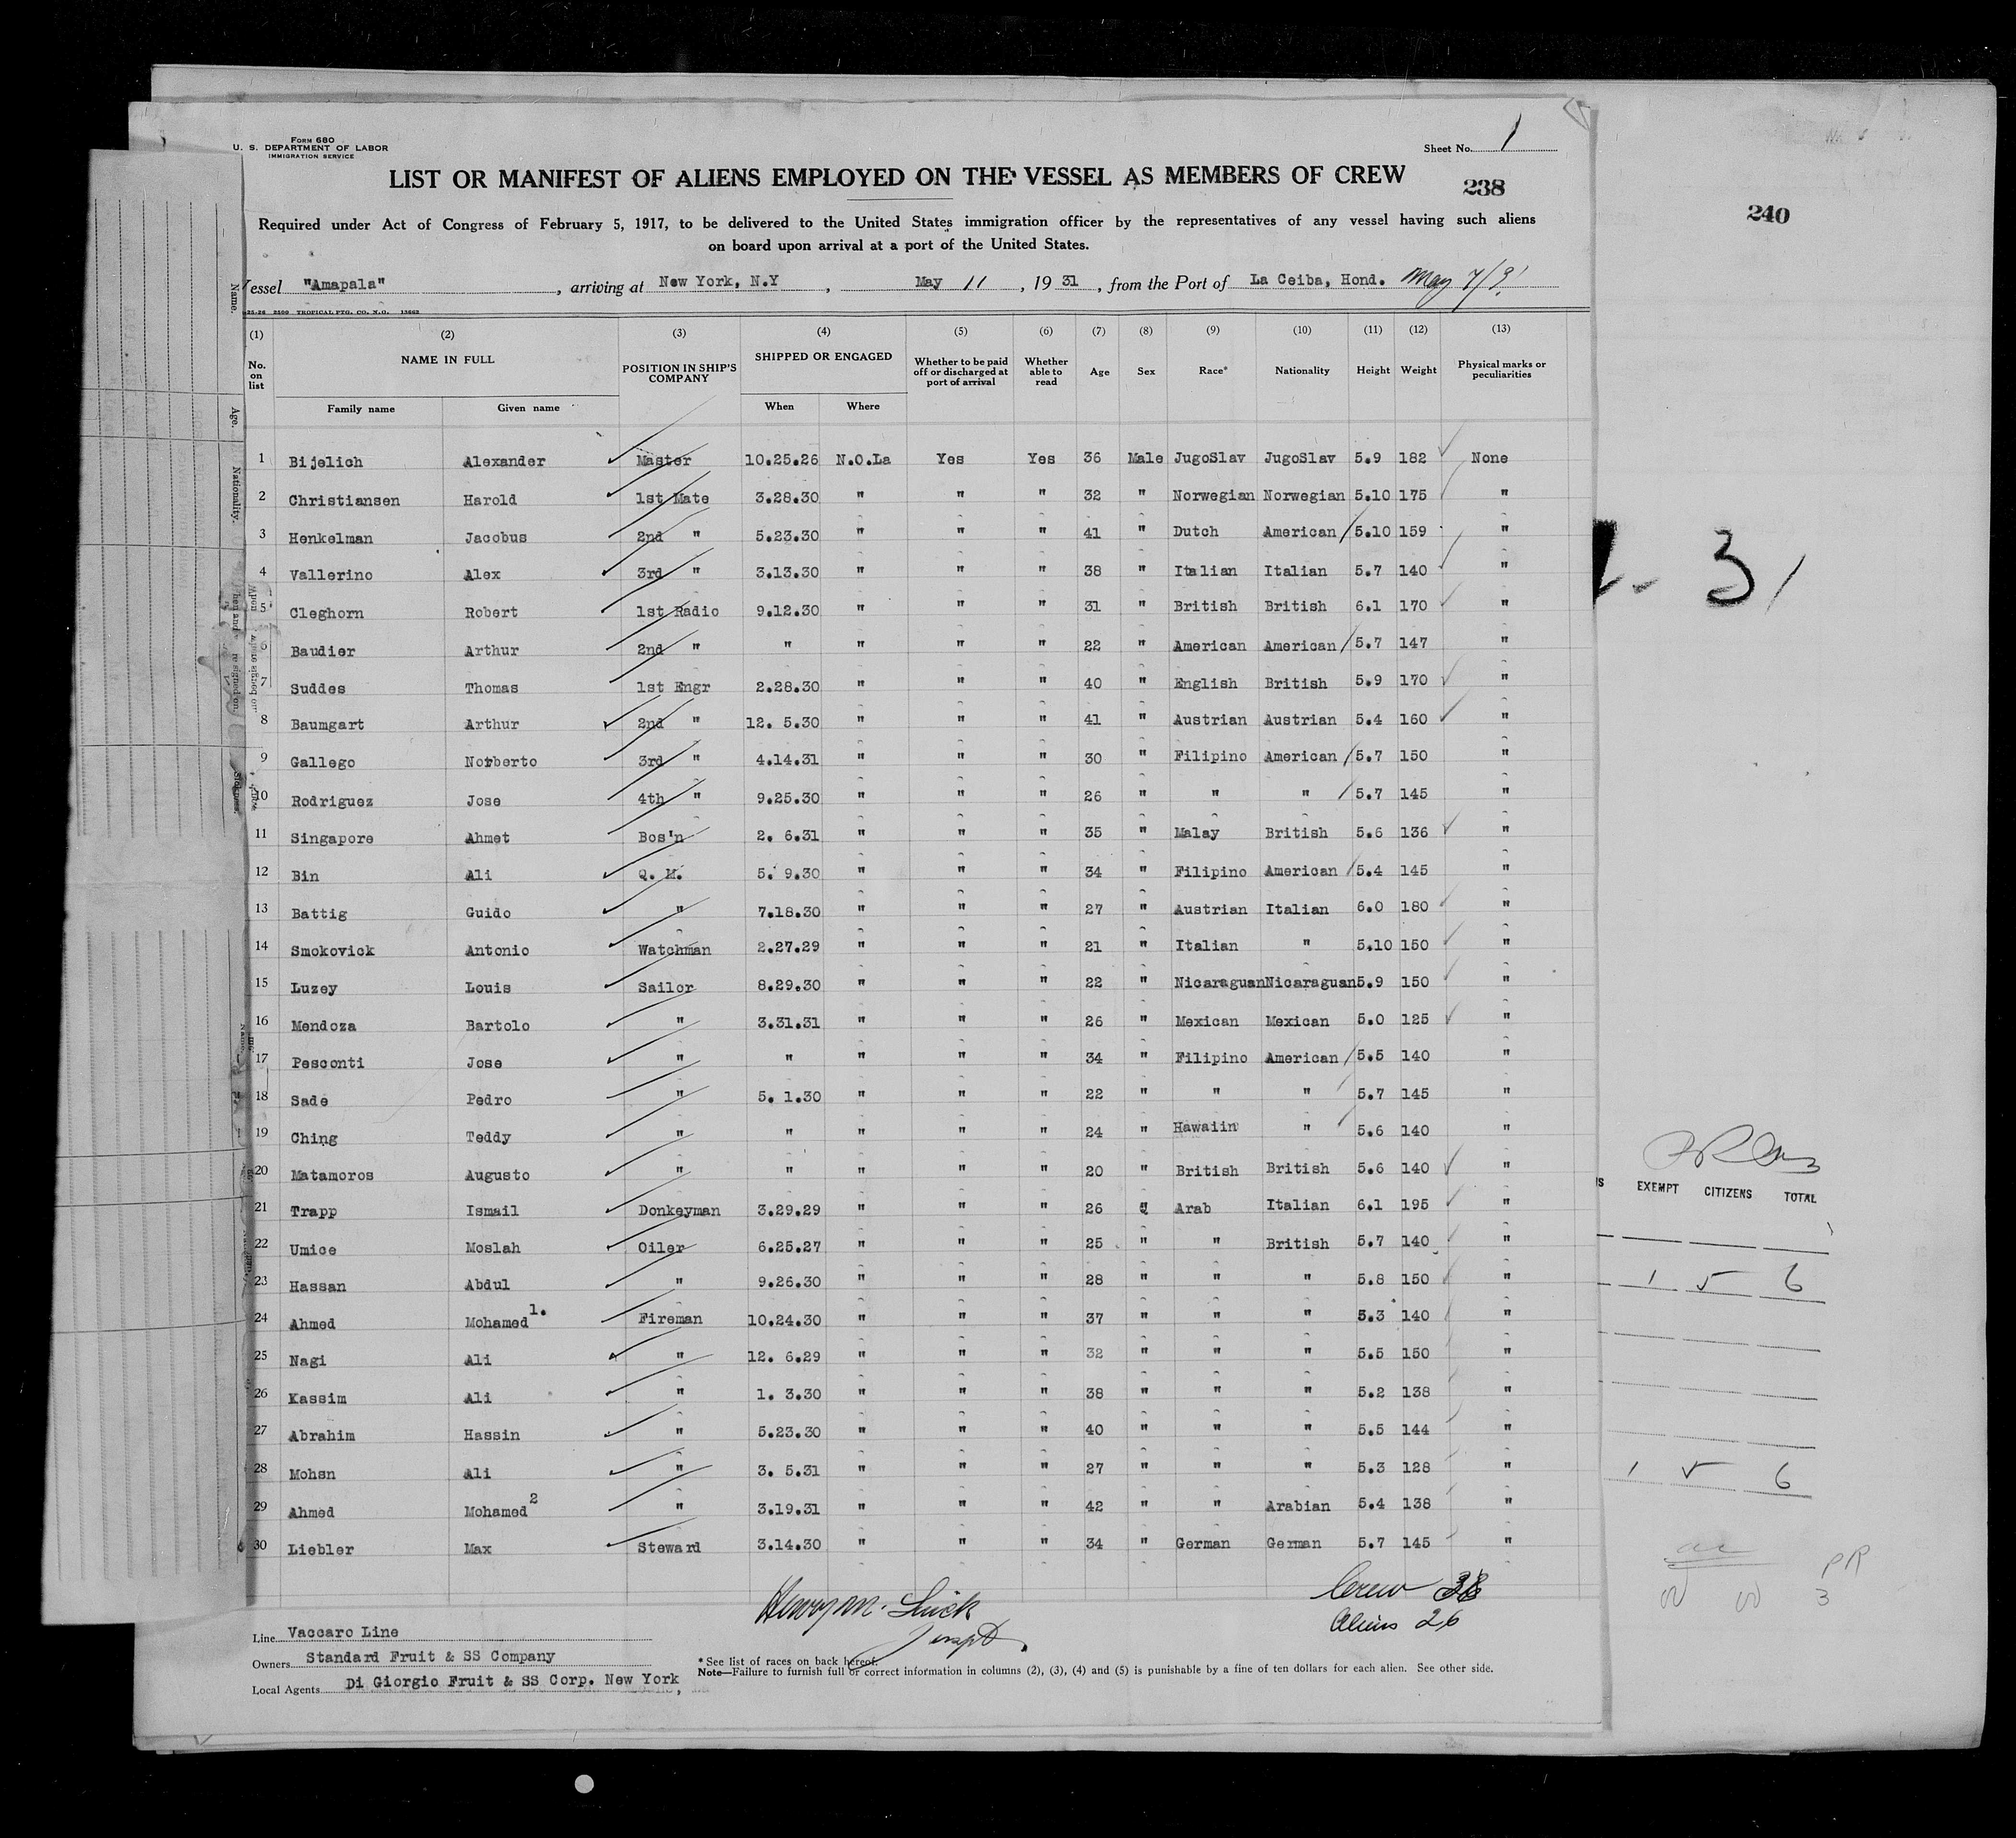 Form 680
U. S. DEPARTMENT OF LABOR
IMMIGRATION SERVICE
Sheet No. 1
LIST OR MANIFEST OF ALIENS EMPLOYED ON THE VESSEL AS MEMBERS OF CREW
238
240
Required under Act of Congress of February 5, 1917, to be delivered to the United States immigration officer by the representatives of any vessel having such aliens
on board upon arrival at a port of the United States.
essel "Amapala" , arriving at New York, N.Y , May 11 , 19 31 , from the Port of La Ceiba, Hond. May 7/31
TROPICAL PTG. CO. N.O. 13662
(1) (2) (3) (4) (5) (6) (7) (8) (9) (10) (11) (12) (13)
No. on list NAME IN FULL POSITION IN SHIP'S COMPANY SHIPPED OR ENGAGED Whether to be paid off or discharged at port of arrival Whether able to read Age Sex Race* Nationality Height Weight Physical marks or peculiarities
Family name Given name When Where
1 Bijelich Alexander Master 10.25.26 N.O.La Yes Yes 36 Male JugoSlav JugoSlav 5.9 182 None
2 Christiansen Harold 1st Mate 3.28.30 " " " 32 " Norwegian Norwegian 5.10 175 "
3 Henkelman Jacobus 2nd " 5.23.30 " " " 41 " Dutch American 5.10 159 "
4 Vallerino Alex 3rd " 3.13.30 " " " 38 " Italian Italian 5.7 140 "
5 Cleghorn Robert 1st Radio 9.12.30 " " " 31 " British British 6.1 170 "
6 Baudier Arthur 2nd " " " " " 22 " American American 5.7 147 "
7 Suddes Thomas 1st Engr 2.28.30 " " " 40 " English British 5.9 170 "
8 Baumgart Arthur 2nd " 12. 5.30 " " " 41 " Austrian Austrian 5.4 160 "
9 Gallego Norberto 3rd " 4.14.31 " " " 30 " Filipino American 5.7 150 "
10 Rodriguez Jose 4th " 9.25.30 " " " 26 " " " 5.7 145 "
11 Singapore Ahmet Bos'n 2. 6.31 " " " 35 " Malay British 5.6 136 "
12 Bin Ali Q. M. 5. 9.30 " " " 34 " Filipino American 5.4 145 "
13 Battig Guido " 7.18.30 " " " 27 " Austrian Italian 6.0 180 "
14 Smokovick Antonio Watchman 2.27.29 " " " 21 " Italian " 5.10 150 "
15 Luzey Louis Sailor 8.29.30 " " " 22 " Nicaraguan Nicaraguan 5.9 150 "
16 Mendoza Bartolo " 3.31.31 " " " 26 " Mexican Mexican 5.0 125 "
17 Pesconti Jose " " " " " 34 " Filipino American 5.5 140 "
18 Sade Pedro " 5. 1.30 " " " 22 " " " 5.7 145 "
19 Ching Teddy " " " " " 24 " Hawaiin " 5.6 140 "
20 Matamoros Augusto " " " " " 20 " British British 5.6 140 "
21 Trapp Ismail Donkeyman 3.29.29 " " " 26 " Arab Italian 6.1 195 "
22 Umice Moslah Oiler 6.25.27 " " " 25 " " British 5.7 140 "
23 Hassan Abdul " 9.26.30 " " " 28 " " " 5.8 150 "
24 Ahmed Mohamed 1. Fireman 10.24.30 " " " 37 " " " 5.3 140 "
25 Nagi Ali " 12. 6.29 " " " 32 " " " 5.5 150 "
26 Kassim Ali " 1. 3.30 " " " 38 " " " 5.2 138 "
27 Abrahim Hassin " 5.23.30 " " " 40 " " " 5.5 144 "
28 Mohsn Ali " 3. 5.31 " " " 27 " " " 5.3 128 "
29 Ahmed Mohamed 2 " 3.19.31 " " " 42 " " Arabian 5.4 138 "
30 Liebler Max Steward 3.14.30 " " " 34 " German German 5.7 145 "
Crew 38
Aliens 26
Line Vaccaro Line
Owners Standard Fruit & SS Company
Local Agents Di Giorgio Fruit & SS Corp. New York
* See list of races on back hereof.
Note—Failure to furnish full or correct information in columns (2), (3), (4) and (5) is punishable by a fine of ten dollars for each alien. See other side.
31
EXEMPT CITIZENS TOTAL
1 5 6
1 5 6
PR
3
Name.
Age.
Nationality.